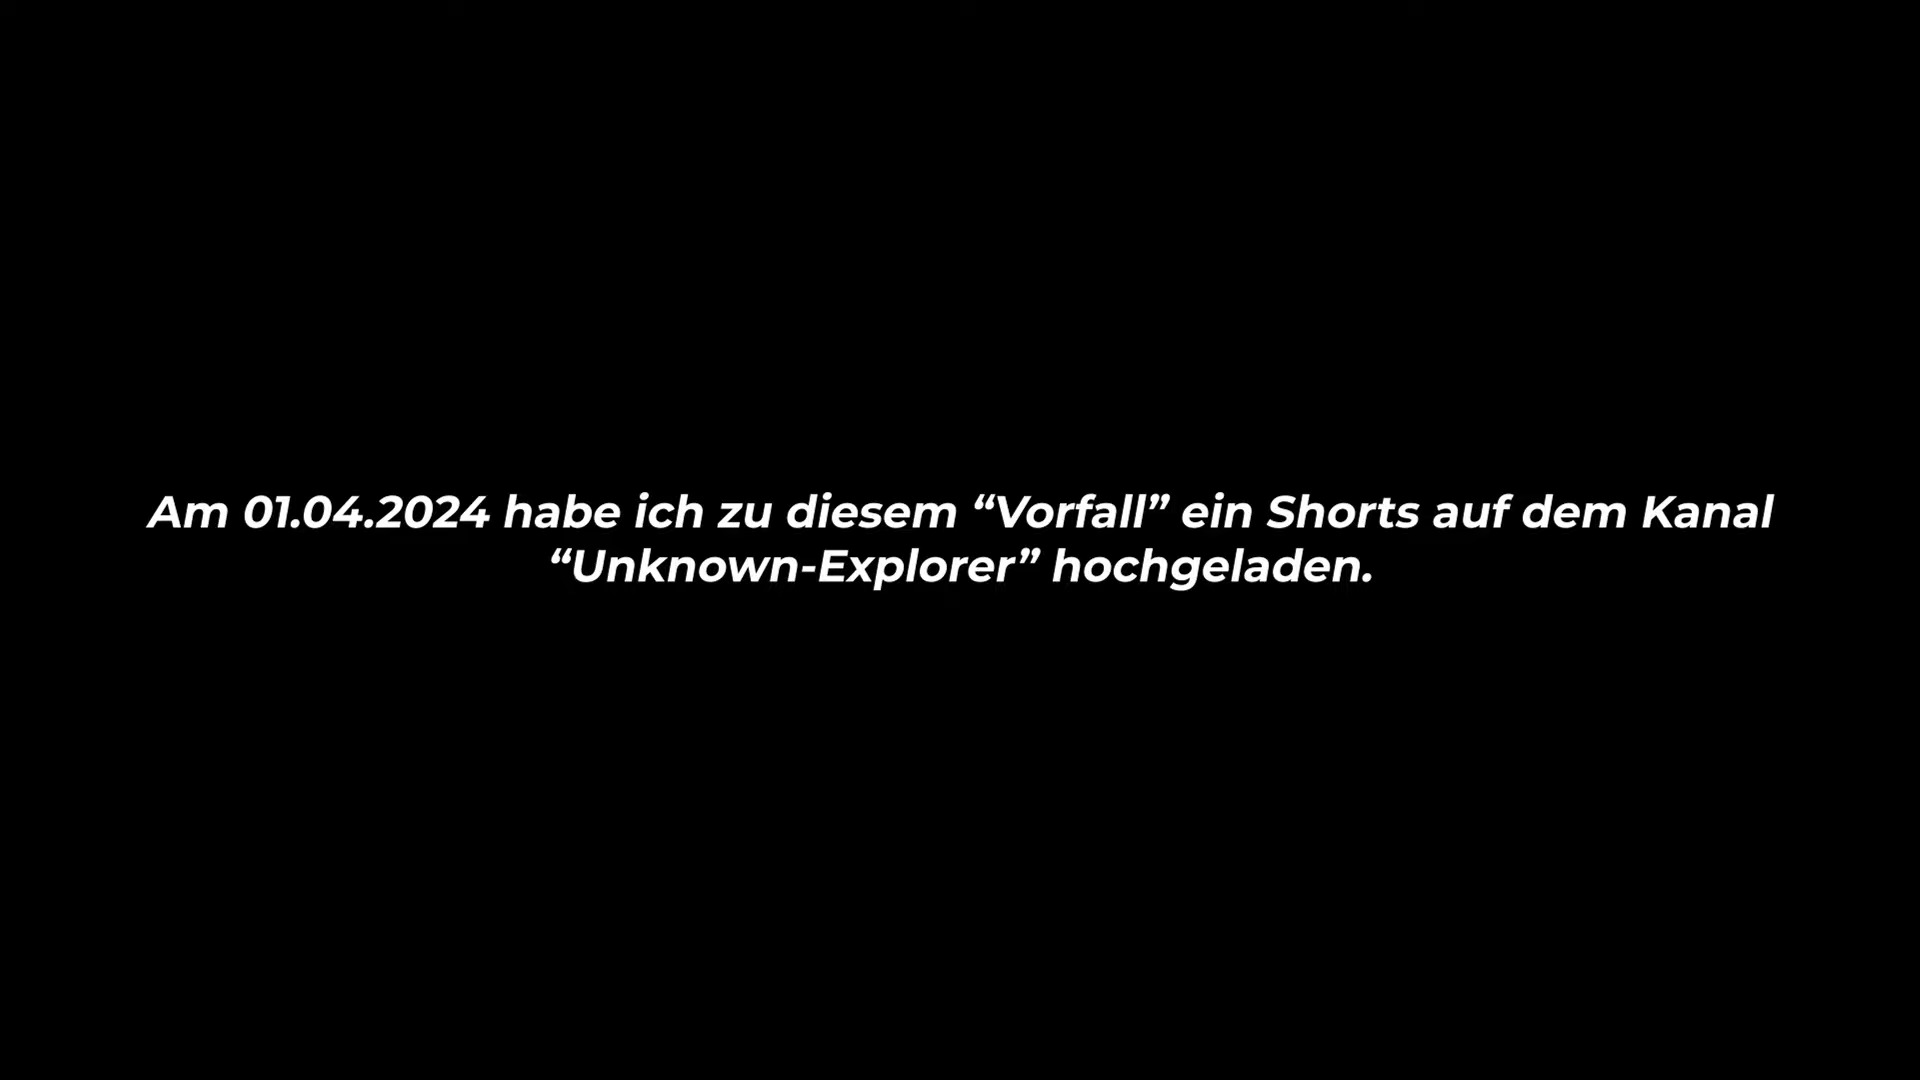 Am 01.04.2024 habe ich zu diesem “Vorfall” ein Shorts auf dem Kanal
“Unknown-Explorer” hochgeladen.